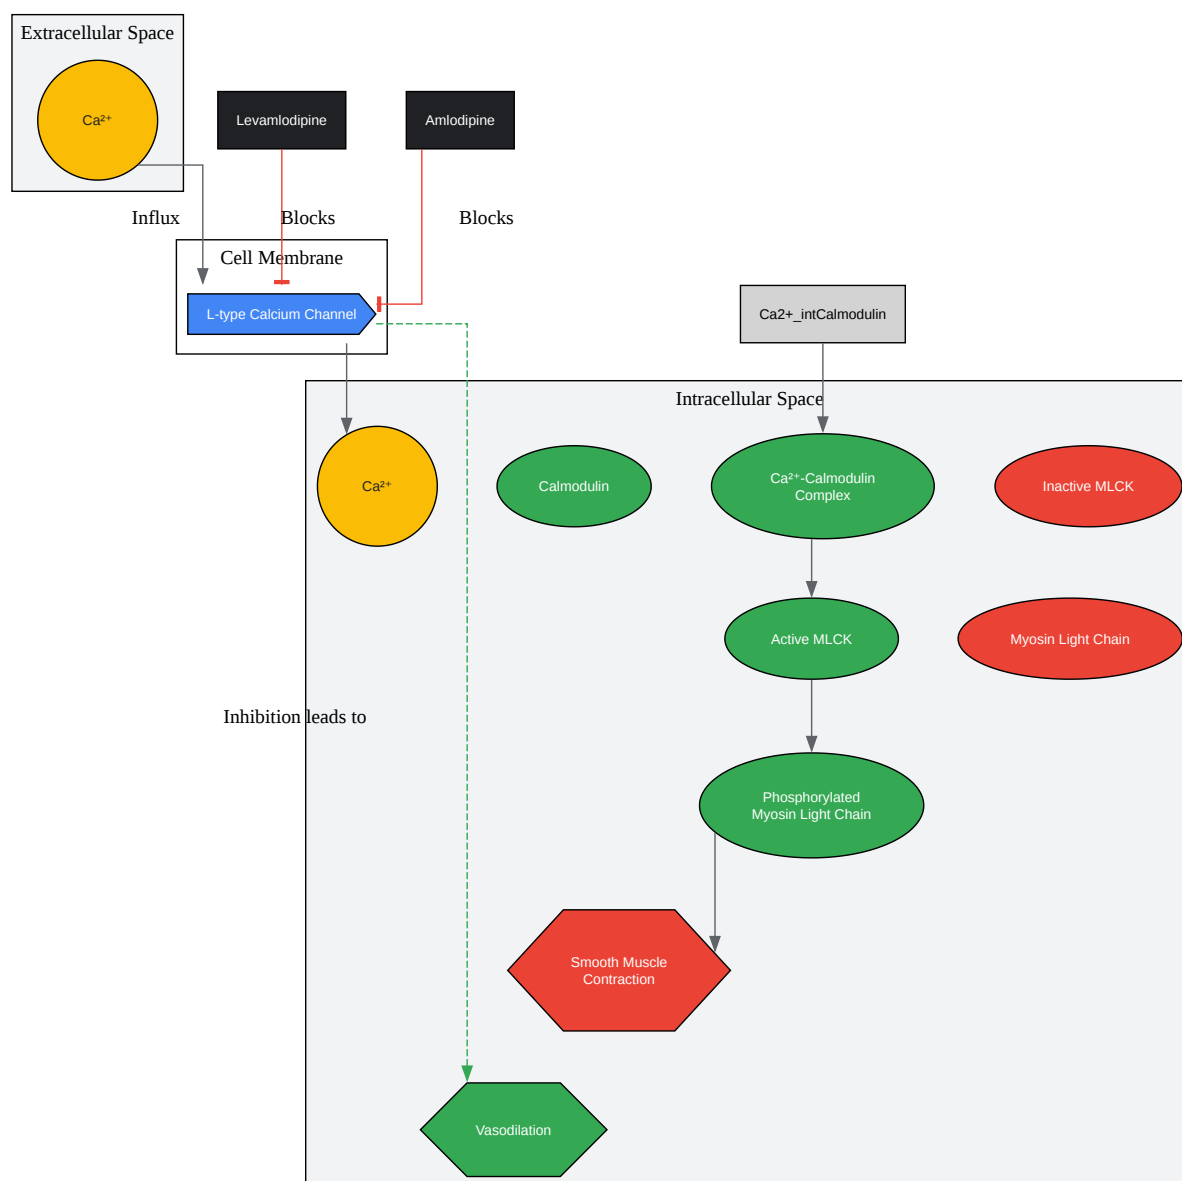 Extracellular Space
Ca²⁺
Levamlodipine
Amlodipine
Influx
Blocks
Blocks
Cell Membrane
L-type Calcium Channel
Ca2+_intCalmodulin
Intracellular Space
Ca²⁺
Calmodulin
Ca²⁺-Calmodulin
Complex
Inactive MLCK
Active MLCK
Myosin Light Chain
Inhibition leads to
Phosphorylated
Myosin Light Chain
Smooth Muscle
Contraction
Vasodilation